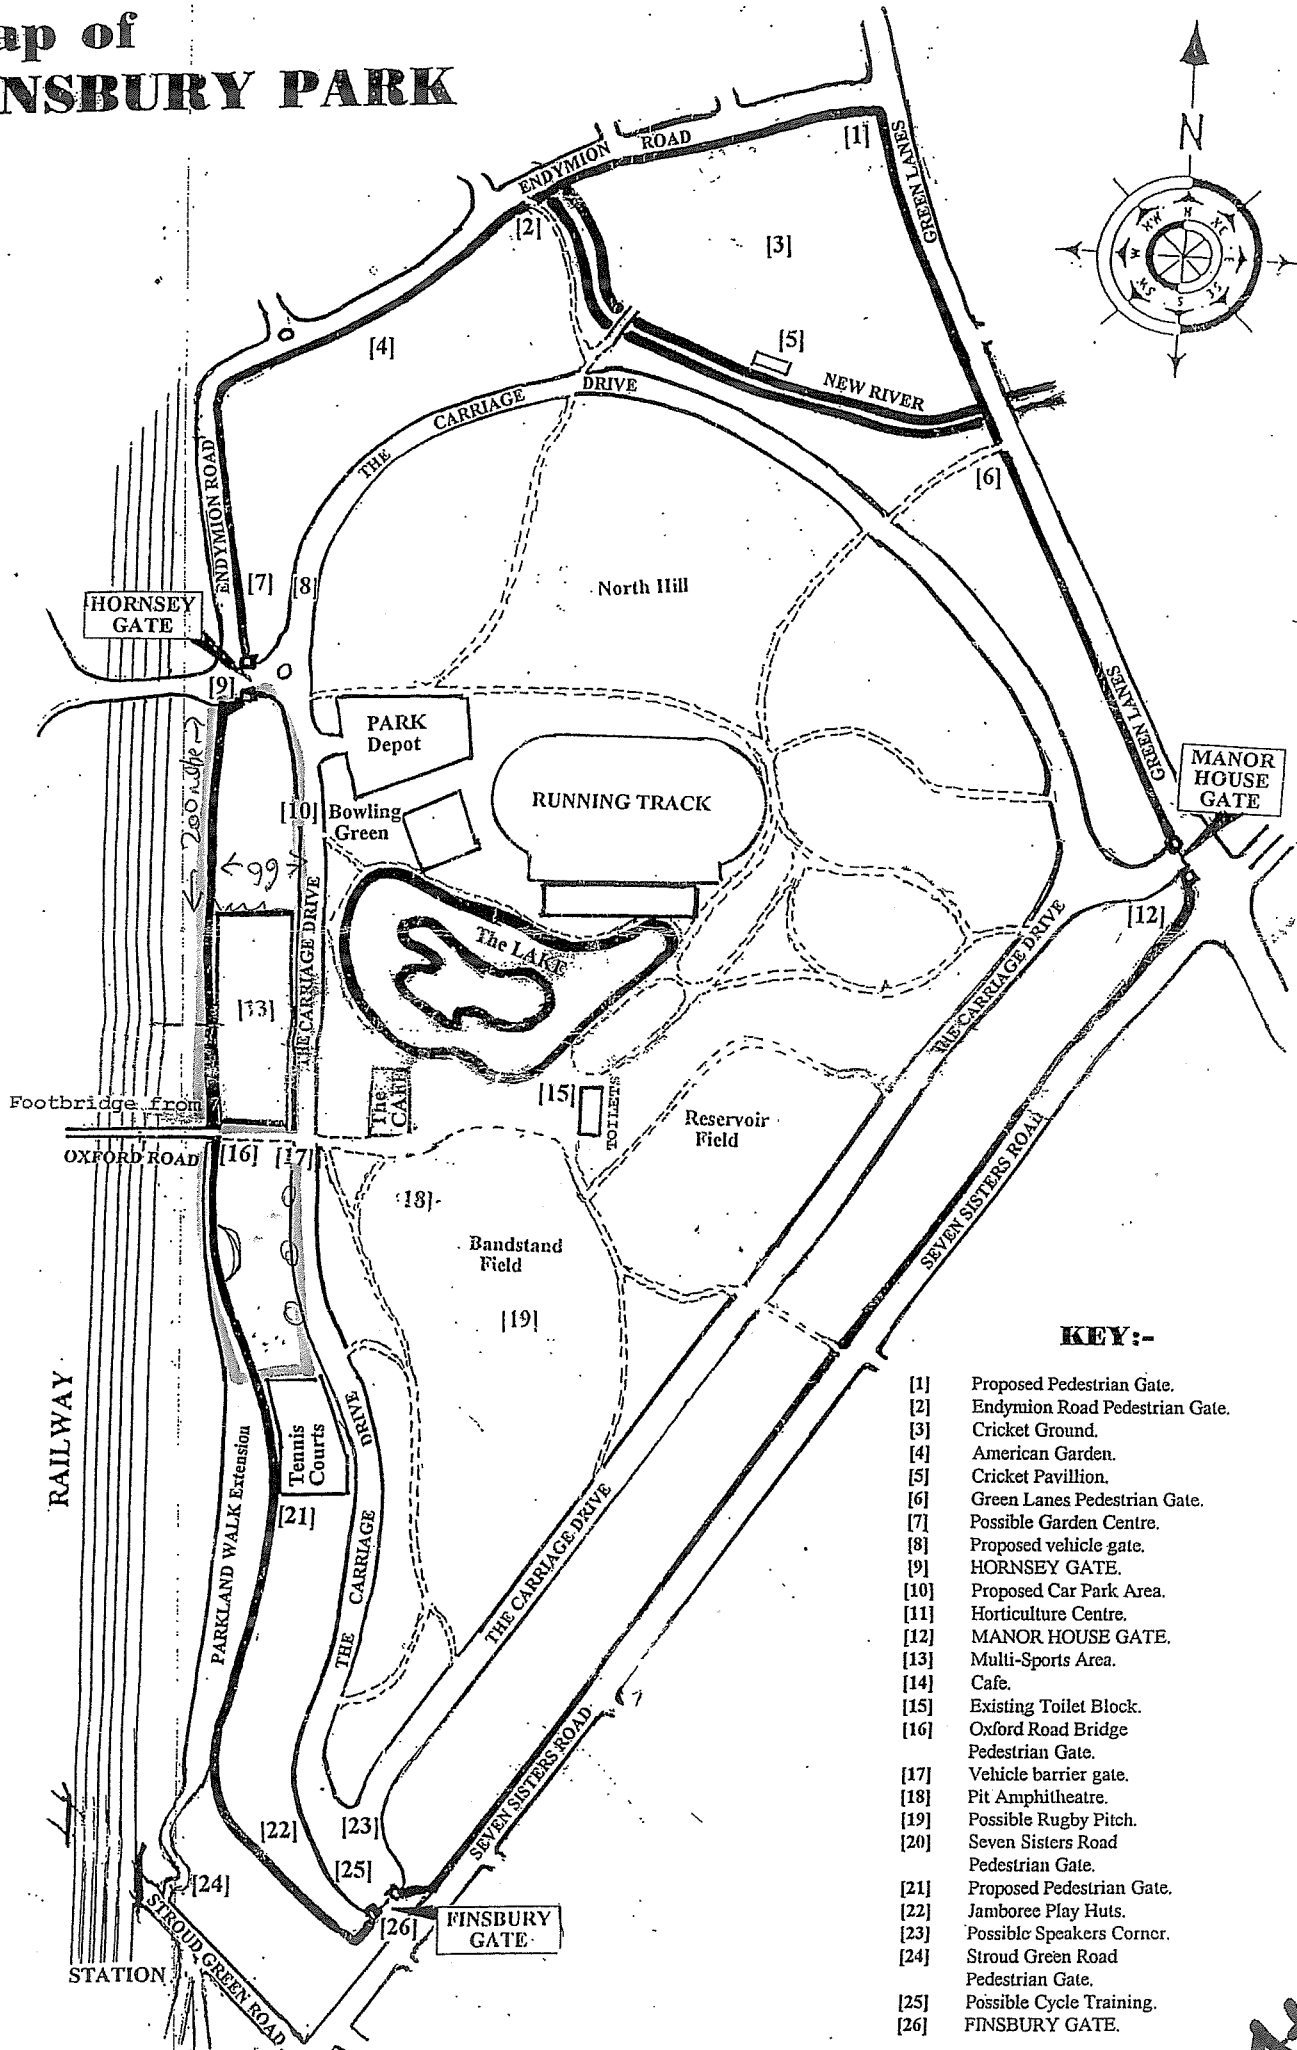 ap of
NSBURY PARK
N
ENDYMION ROAD
[1]
GREEN LANES
[2]
[3]
[4]
[5]
NEW RIVER
THE CARRIAGE DRIVE
[6]
ENDYMION ROAD
[7]
[8]
North Hill
HORNSEY
GATE
[9]
PARK
Depot
GREEN LANES
MANOR
HOUSE
GATE
RUNNING TRACK
[10]
Bowling
Green
99
THE CARRIAGE DRIVE
The LAKE
[12]
THE CARRIAGE DRIVE
[13]
Footbridge from
The
CAFE
[15]
TOILETS
Reservoir
Field
OXFORD ROAD
[16]
[17]
18]
SEVEN SISTERS ROAD
Bandstand
Field
[19]
RAILWAY
PARKLAND WALK Extension
Tennis
Courts
[21]
THE CARRIAGE DRIVE
THE CARRIAGE DRIVE
SEVEN SISTERS ROAD
[22]
[23]
[24]
[25]
[26]
FINSBURY
GATE
STROUD GREEN ROAD
STATION
KEY:-
[1] Proposed Pedestrian Gate.
[2] Endymion Road Pedestrian Gate.
[3] Cricket Ground.
[4] American Garden.
[5] Cricket Pavillion.
[6] Green Lanes Pedestrian Gate.
[7] Possible Garden Centre.
[8] Proposed vehicle gate.
[9] HORNSEY GATE.
[10] Proposed Car Park Area.
[11] Horticulture Centre.
[12] MANOR HOUSE GATE.
[13] Multi-Sports Area.
[14] Cafe.
[15] Existing Toilet Block.
[16] Oxford Road Bridge
Pedestrian Gate.
[17] Vehicle barrier gate.
[18] Pit Amphitheatre.
[19] Possible Rugby Pitch.
[20] Seven Sisters Road
Pedestrian Gate.
[21] Proposed Pedestrian Gate.
[22] Jamboree Play Huts.
[23] Possible Speakers Corner.
[24] Stroud Green Road
Pedestrian Gate.
[25] Possible Cycle Training.
[26] FINSBURY GATE.